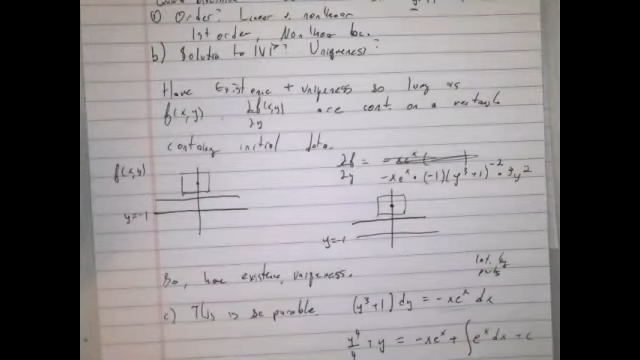 ① Order? Linear or nonlinear
1st order, Nonlinear bc.
b) Solution to IVP? Uniqueness?
Have Existence + uniqueness so long as
f(x,y), ∂f(x,y)/∂y are cont. on a rectangle
containing initial data.
f(x,y)
∂f/∂y = -xe^x(
-xe^x · (-1)(y^3+1)^-2 · 3y^2
y=-1
y=-1
So, have existence, uniqueness.
Int. by parts
c) This is separable. (y^3+1) dy = -xe^x dx
y^4/4 + y = -xe^x + ∫e^x dx + c